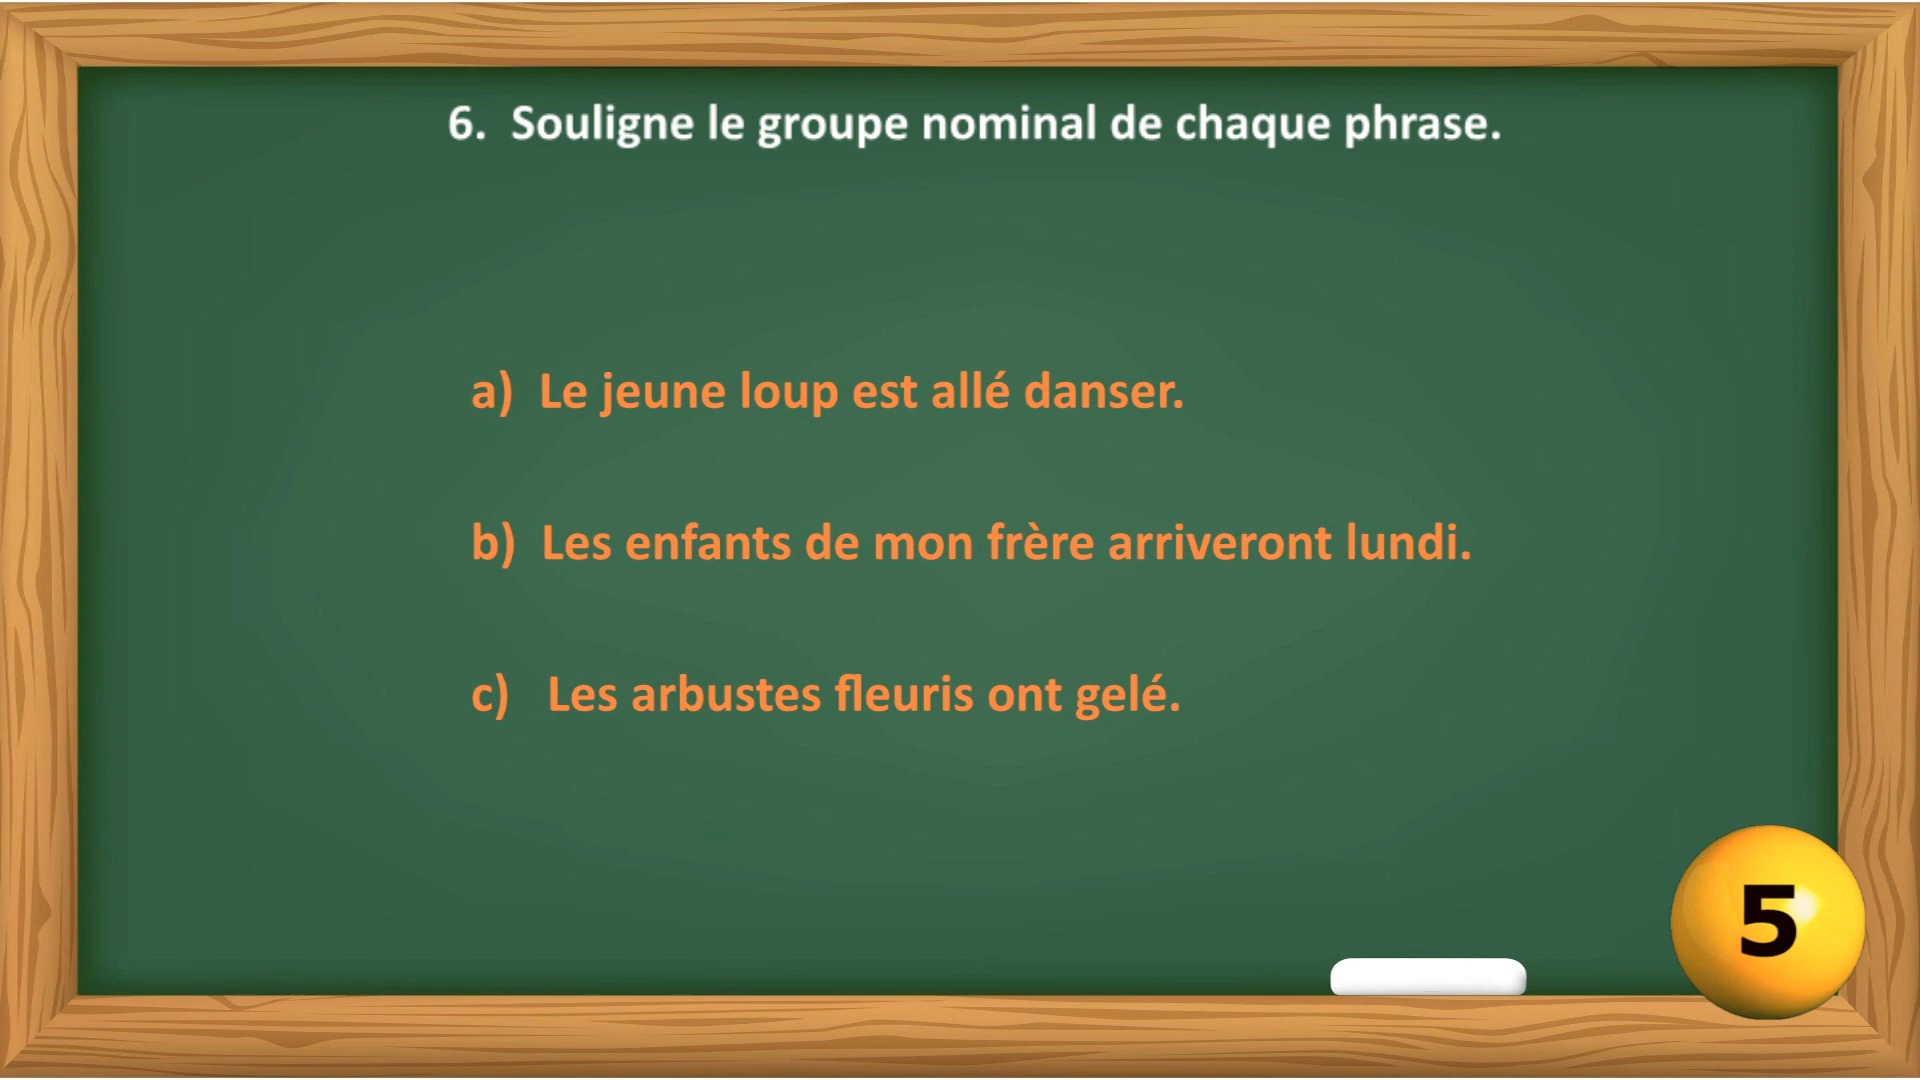 6. Souligne le groupe nominal de chaque phrase.
a) Le jeune loup est allé danser.
b) Les enfants de mon frère arriveront lundi.
c) Les arbustes fleuris ont gelé.
5